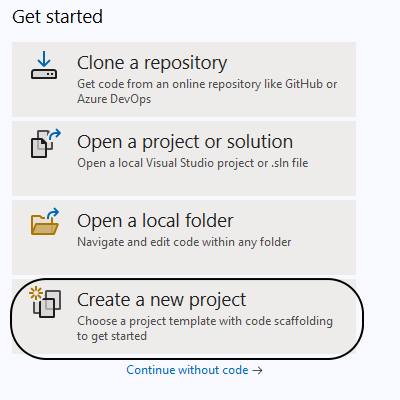 Get started
Clone a repository
Get code from an online repository like GitHub or
Azure DevOps
Open a project or solution
Open a local Visual Studio project or .sln file
Open a local folder
Navigate and edit code within any folder
Create a new project
Choose a project template with code scaffolding
to get started
Continue without code →